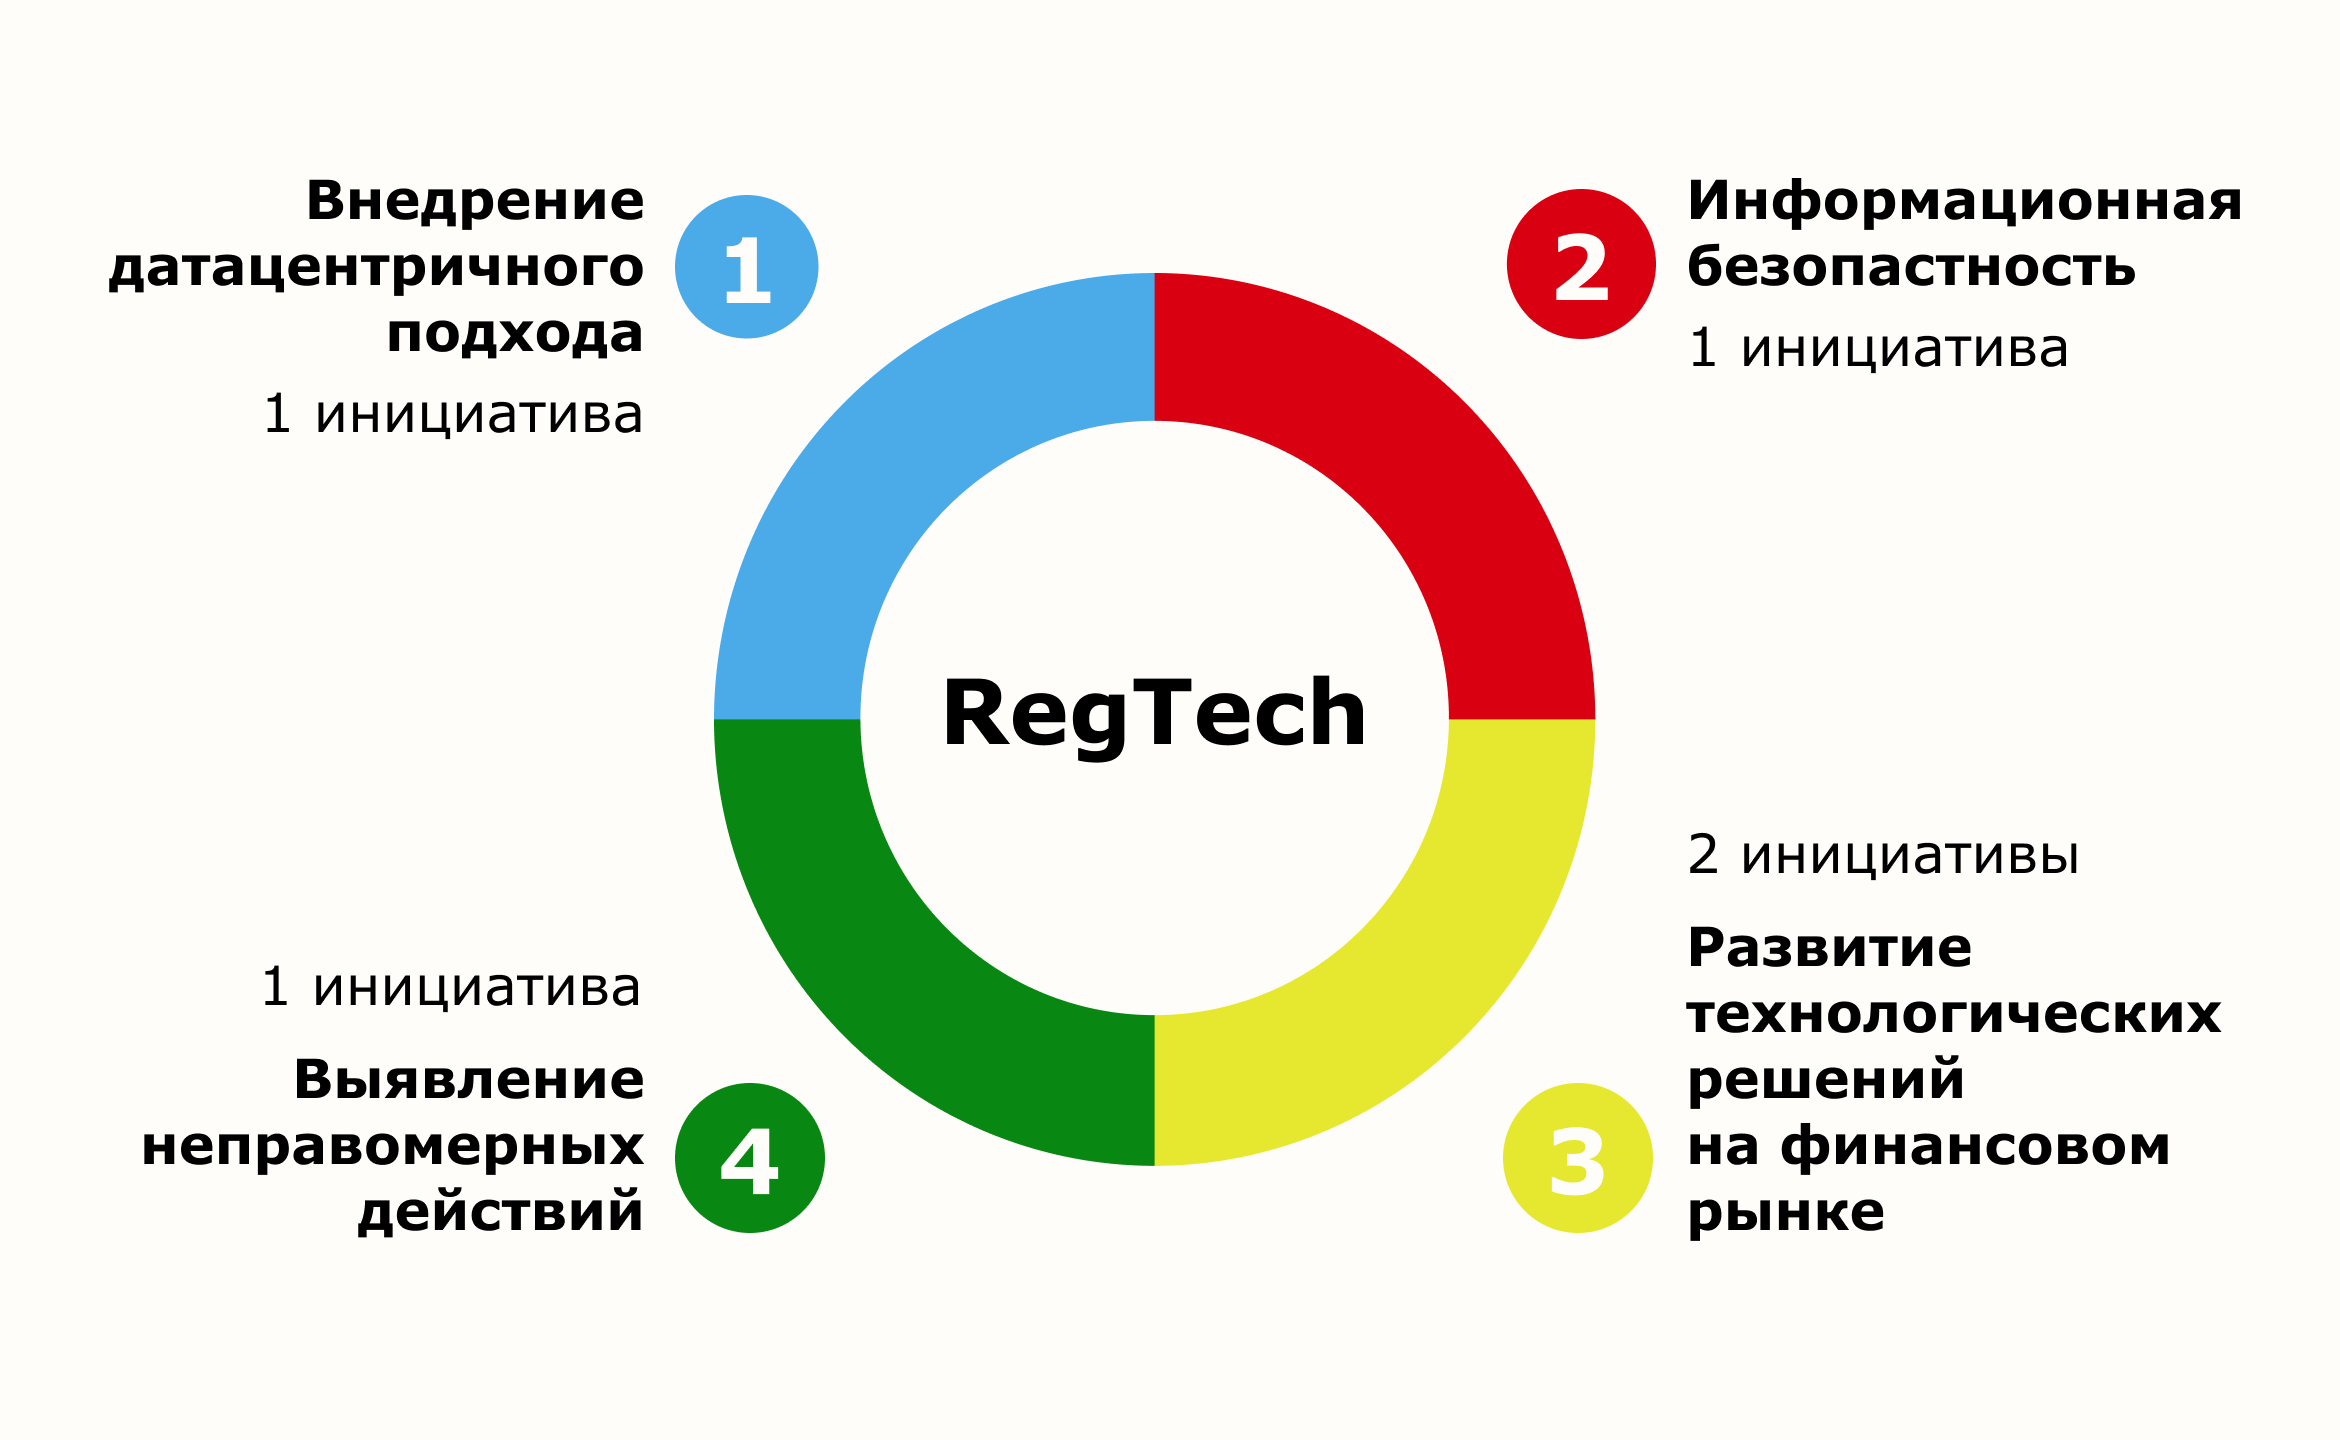 Внедрение
датацентричного
подхода
1 инициатива
1
2
Информационная
безопастность
1 инициатива
RegTech
1 инициатива
Выявление
неправомерных
действий
4
3
2 инициативы
Развитие
технологических
решений
на финансовом
рынке